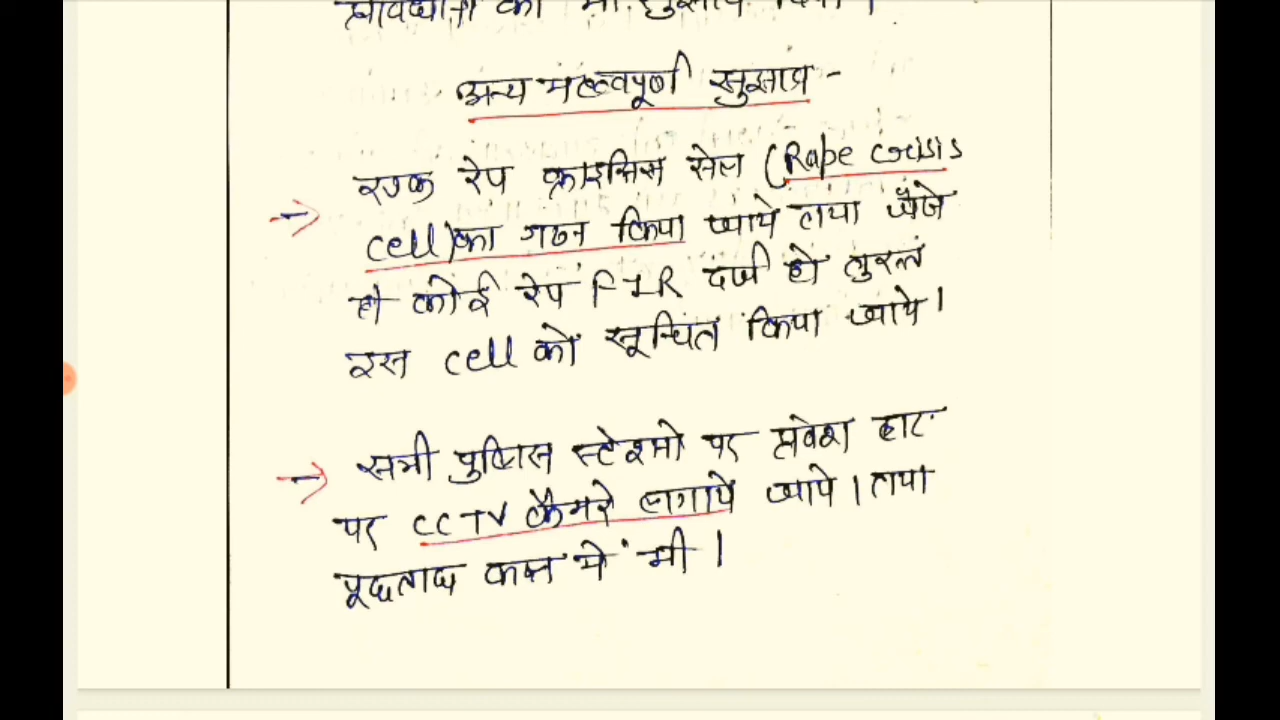 प्रावधानों का भी सुझाव दिया।
अन्य महत्वपूर्ण सुझाव -
→ एक रेप क्राइसिस सेल (Rape crisis
cell) का गठन किया जाये तथा जैसे
ही कोई रेप FIR दर्ज हो तुरन्त
इस cell को सूचित किया जाये।
→ सभी पुलिस स्टेशनो पर प्रवेश द्वार
पर CCTV कैमरे लगाये जाये। तथा
पूछताछ कक्ष में भी।